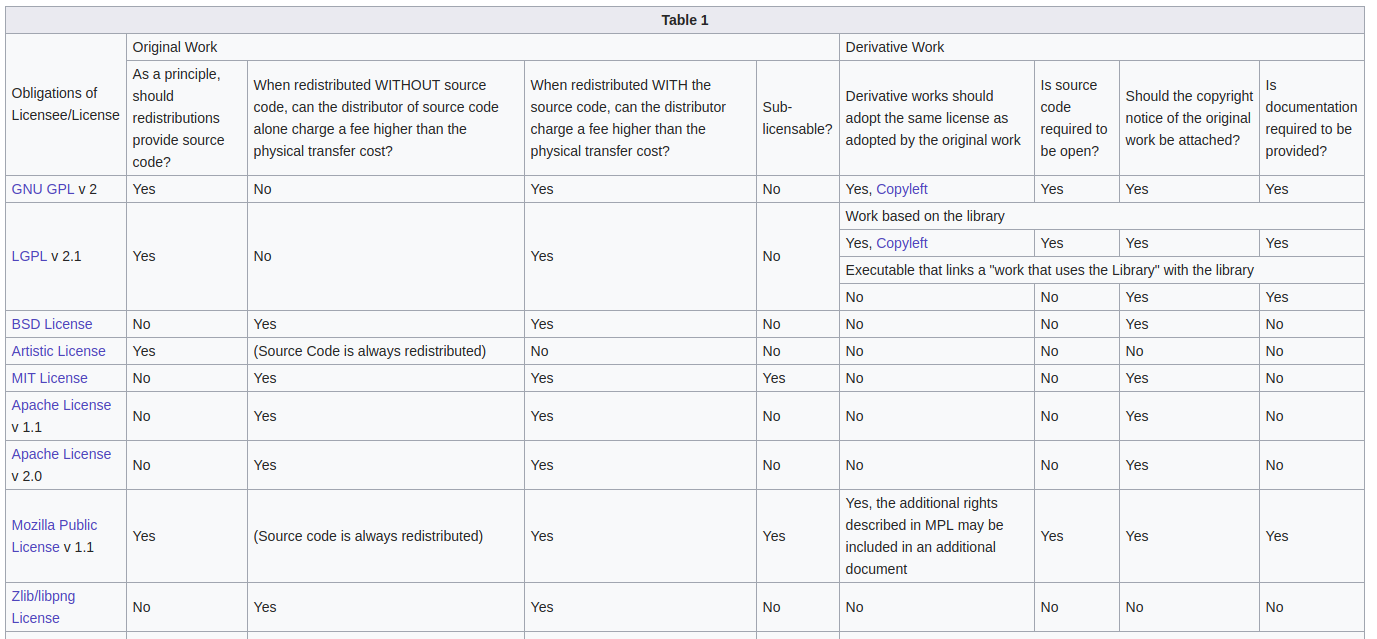 Table 1
Original Work
Derivative Work
Obligations of
Licensee/License
As a principle,
should
redistributions
provide source
code?
When redistributed WITHOUT source
code, can the distributor of source code
alone charge a fee higher than the
physical transfer cost?
When redistributed WITH the
source code, can the distributor
charge a fee higher than the
physical transfer cost?
Sub-
licensable?
Derivative works should
adopt the same license as
adopted by the original work
Is source
code
required to
be open?
Should the copyright
notice of the original
work be attached?
Is
documentation
required to be
provided?
GNU GPL v 2
Yes
No
Yes
No
Yes, Copyleft
Yes
Yes
Yes
LGPL v 2.1
Yes
No
Yes
No
Work based on the library
Yes, Copyleft
Yes
Yes
Yes
Executable that links a "work that uses the Library" with the library
No
No
Yes
Yes
BSD License
No
Yes
Yes
No
No
No
Yes
No
Artistic License
Yes
(Source Code is always redistributed)
No
No
No
No
No
No
MIT License
No
Yes
Yes
Yes
No
No
Yes
No
Apache License
v 1.1
No
Yes
Yes
No
No
No
Yes
No
Apache License
v 2.0
No
Yes
Yes
No
No
No
Yes
No
Mozilla Public
License v 1.1
Yes
(Source code is always redistributed)
Yes
Yes
Yes, the additional rights
described in MPL may be
included in an additional
document
Yes
Yes
Yes
Zlib/libpng
License
No
Yes
Yes
No
No
No
No
No